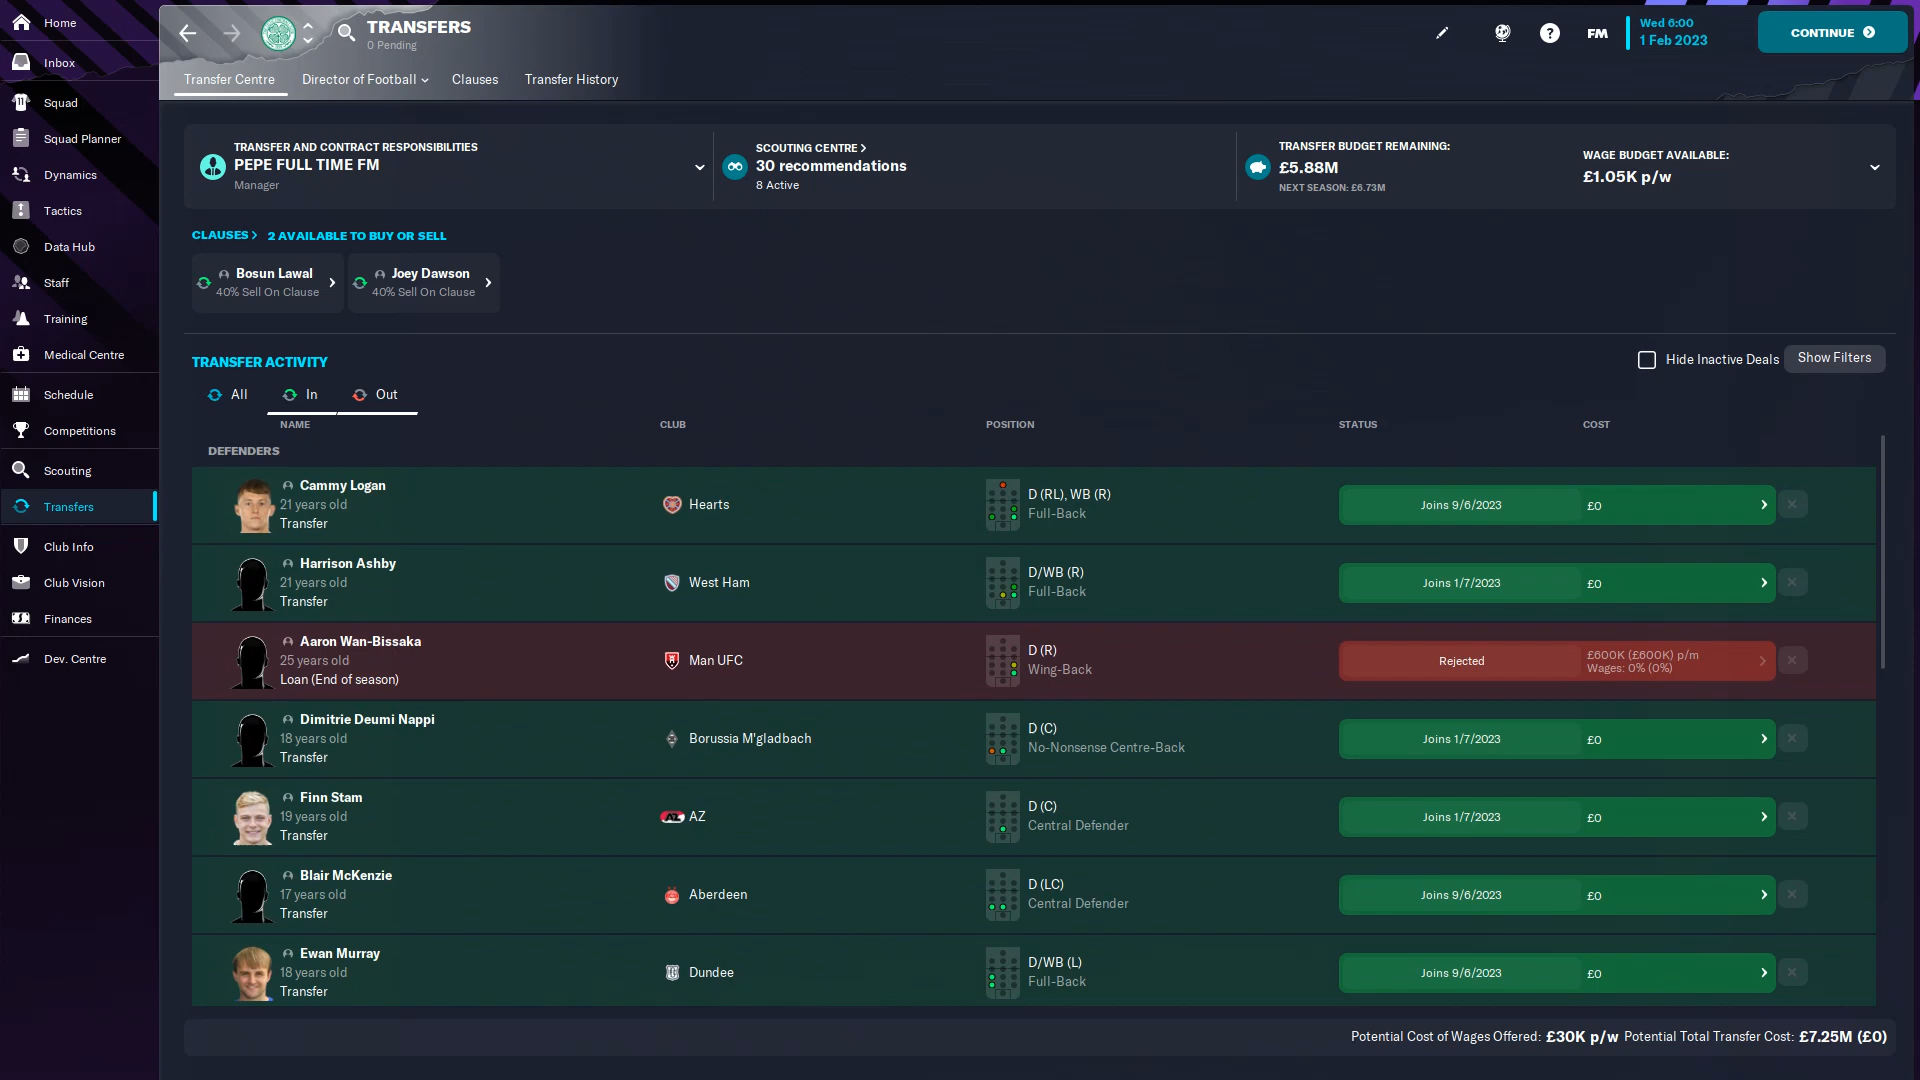 Home
Inbox
Squad
Squad Planner
Dynamics
Tactics
Data Hub
Staff
Training
Medical Centre
Schedule
Competitions
Scouting
Transfers
Club Info
Club Vision
Finances
Dev. Centre
TRANSFERS
0 Pending
FM
Wed 6:00
1 Feb 2023
CONTINUE
Transfer Centre
Director of Football
Clauses
Transfer History
TRANSFER AND CONTRACT RESPONSIBILITIES
PEPE FULL TIME FM
Manager
SCOUTING CENTRE >
30 recommendations
8 Active
TRANSFER BUDGET REMAINING:
£5.88M
NEXT SEASON: £6.73M
WAGE BUDGET AVAILABLE:
£1.05K p/w
CLAUSES > 2 AVAILABLE TO BUY OR SELL
Bosun Lawal
40% Sell On Clause
Joey Dawson
40% Sell On Clause
TRANSFER ACTIVITY
Hide Inactive Deals
Show Filters
All In Out
NAME CLUB POSITION STATUS COST
DEFENDERS
Cammy Logan
21 years old
Transfer
Hearts
D (RL), WB (R)
Full-Back
Joins 9/6/2023
£0
Harrison Ashby
21 years old
Transfer
West Ham
D/WB (R)
Full-Back
Joins 1/7/2023
£0
Aaron Wan-Bissaka
25 years old
Loan (End of season)
Man UFC
D (R)
Wing-Back
Rejected
£600K (£600K) p/m
Wages: 0% (0%)
Dimitrie Deumi Nappi
18 years old
Transfer
Borussia M'gladbach
D (C)
No-Nonsense Centre-Back
Joins 1/7/2023
£0
Finn Stam
19 years old
Transfer
AZ
D (C)
Central Defender
Joins 1/7/2023
£0
Blair McKenzie
17 years old
Transfer
Aberdeen
D (LC)
Central Defender
Joins 9/6/2023
£0
Ewan Murray
18 years old
Transfer
Dundee
D/WB (L)
Full-Back
Joins 9/6/2023
£0
Potential Cost of Wages Offered: £30K p/w Potential Total Transfer Cost: £7.25M (£0)